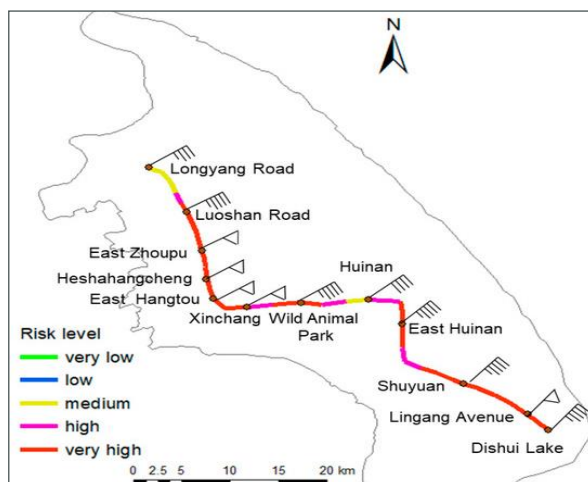 N
Longyang Road
Luoshan Road
East Zhoupu
Heshahangcheng
East Hangtou
Xinchang
Wild Animal
Park
Huinan
East Huinan
Shuyuan
Lingang Avenue
Dishui Lake
Risk level
very low
low
medium
high
very high
0 2.5 5 10 15 20 km